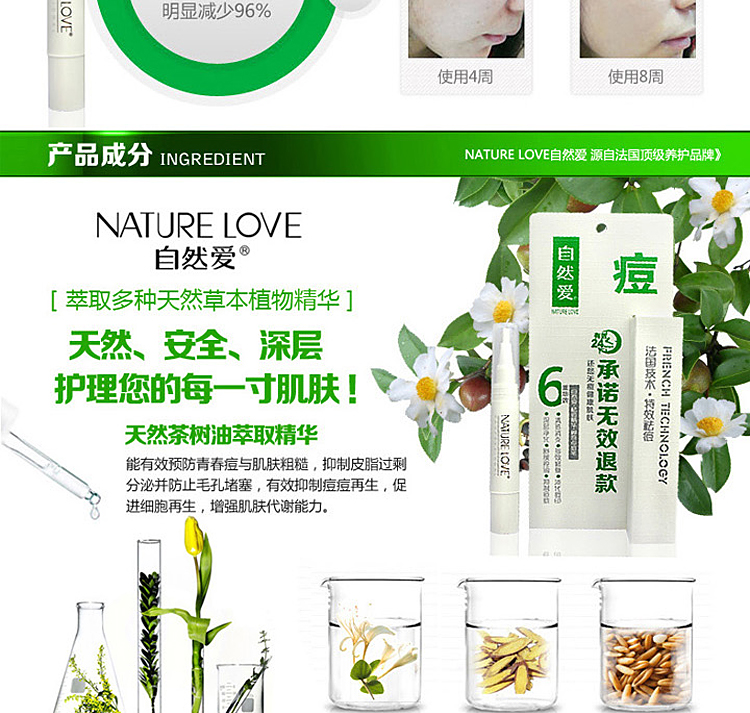 明显减少96%
NATURE LOVE®
使用4周
使用8周
产品成分 INGREDIENT
NATURE LOVE自然爱 源自法国顶级养护品牌》
NATURE LOVE
自然爱®
[ 萃取多种天然草本植物精华 ]
天然、安全、深层
护理您的每一寸肌肤！
天然茶树油萃取精华
能有效预防青春痘与肌肤粗糙，抑制皮脂过剩
分泌并防止毛孔堵塞，有效抑制痘痘再生，促
进细胞再生，增强肌肤代谢能力。
自然爱
NATURE LOVE
痘
承诺无效退款
6
FRENCH TECHNOLOGY
法国技术·特效祛痘
NATURE LOVE®